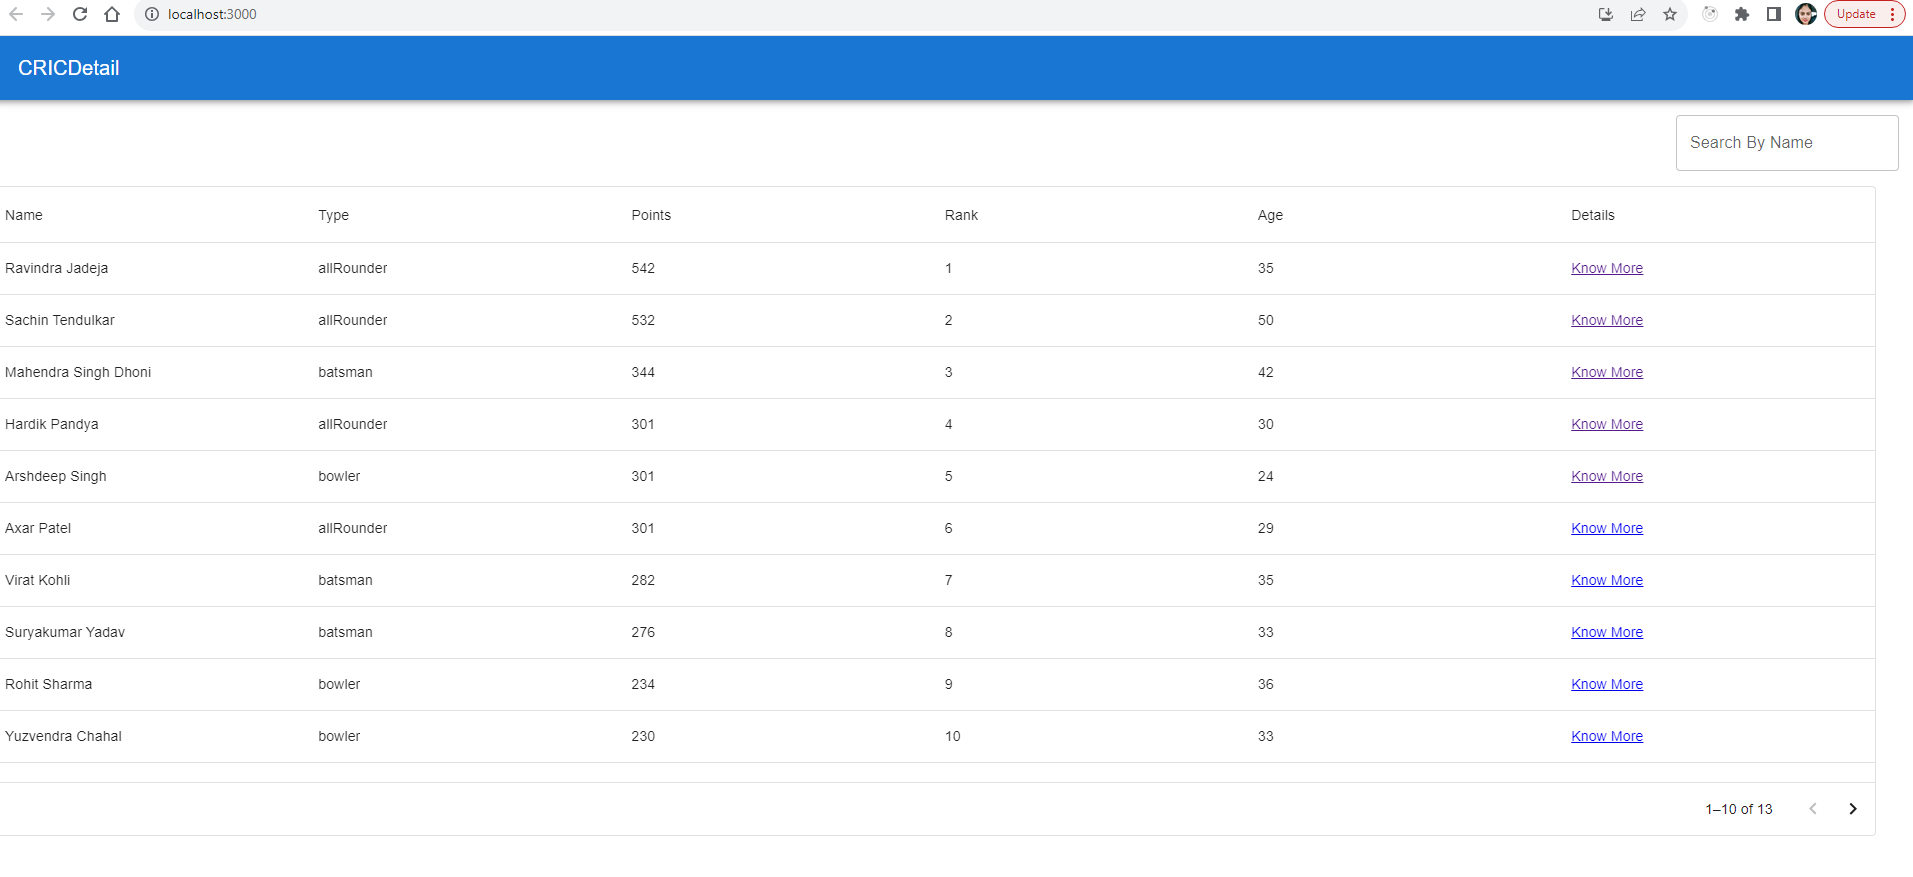 localhost:3000
Update
CRICDetail
Search By Name
Name Type Points Rank Age Details
Ravindra Jadeja allRounder 542 1 35 Know More
Sachin Tendulkar allRounder 532 2 50 Know More
Mahendra Singh Dhoni batsman 344 3 42 Know More
Hardik Pandya allRounder 301 4 30 Know More
Arshdeep Singh bowler 301 5 24 Know More
Axar Patel allRounder 301 6 29 Know More
Virat Kohli batsman 282 7 35 Know More
Suryakumar Yadav batsman 276 8 33 Know More
Rohit Sharma bowler 234 9 36 Know More
Yuzvendra Chahal bowler 230 10 33 Know More
1–10 of 13